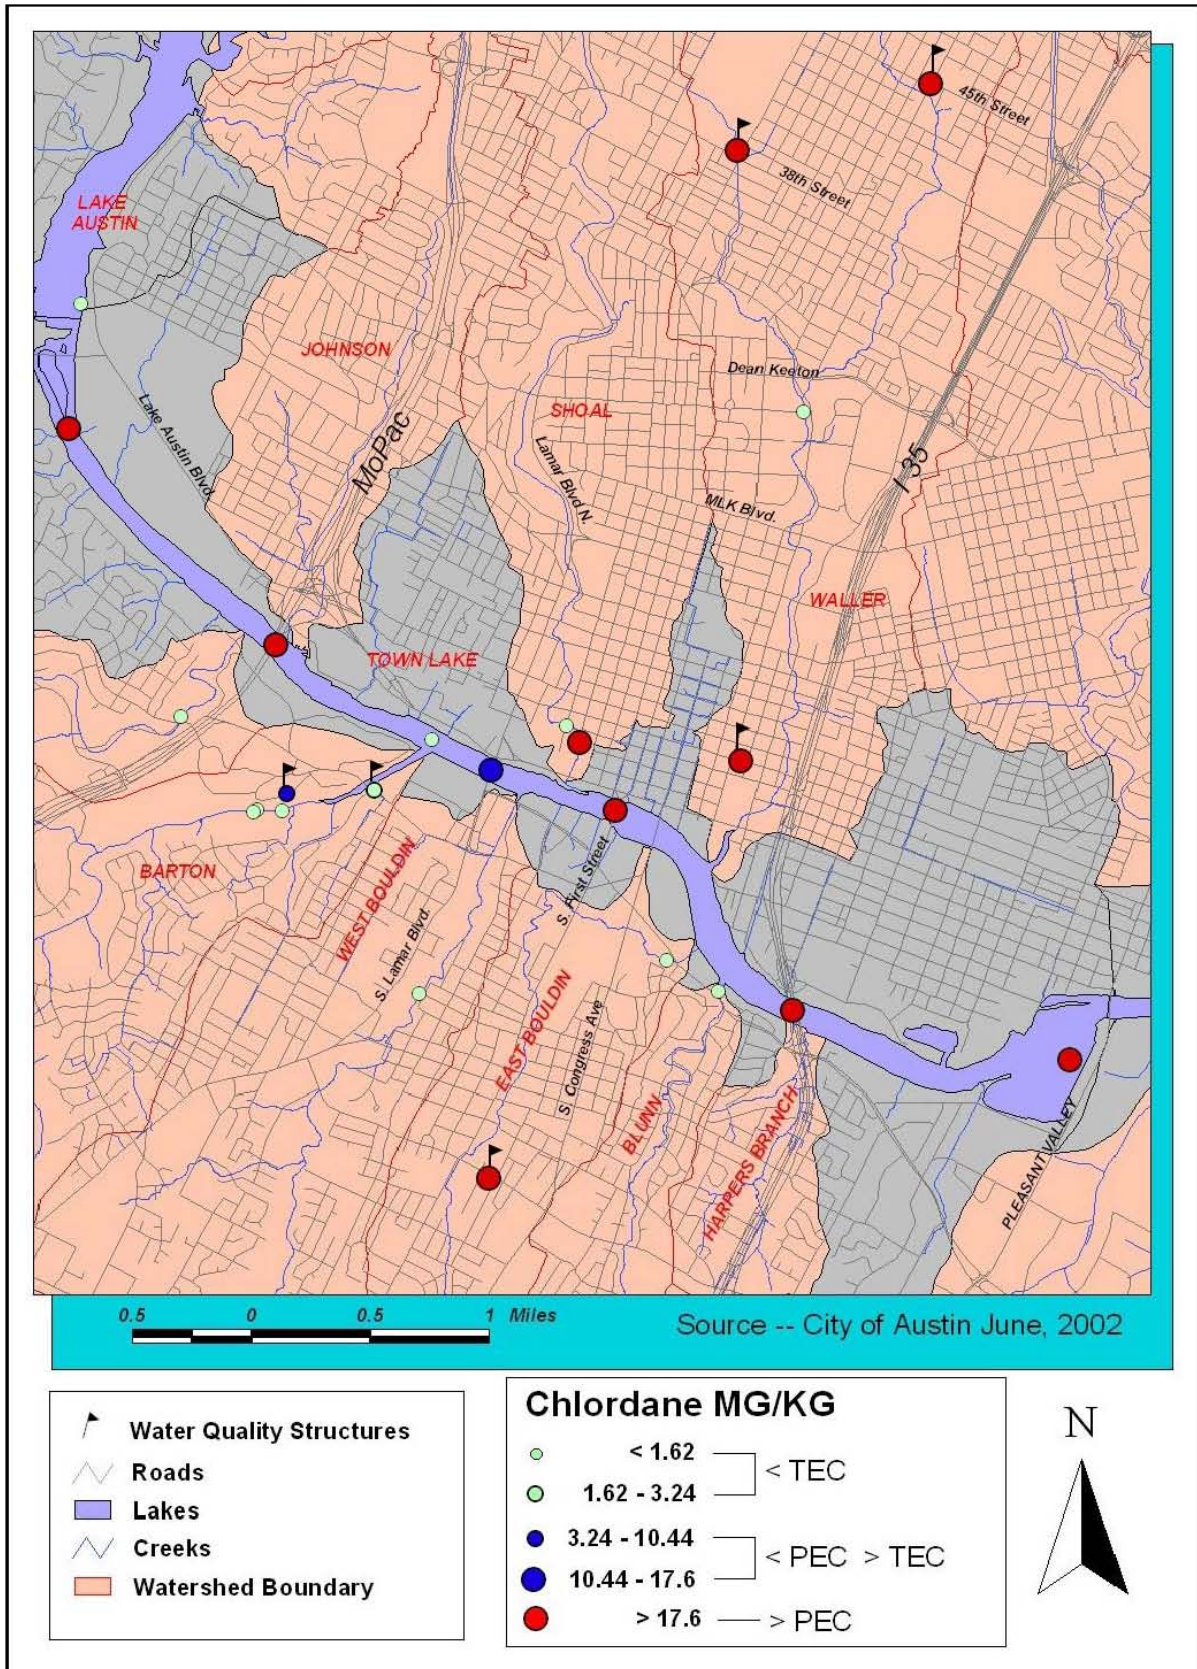 45th Street
38th Street
LAKE
AUSTIN
JOHNSON
Dean Keeton
SHOAL
Lake Austin Blvd.
MoPac
Lamar Blvd N.
I-35
MLK Blvd.
WALLER
TOWN LAKE
BARTON
WEST BOULDIN
S. Lamar Blvd.
S. First Street
EAST BOULDIN
S. Congress Ave
BLUNN
HARPERS BRANCH
PLEASANT VALLEY
0.5 0 0.5 1 Miles
Source -- City of Austin June, 2002
Water Quality Structures
Roads
Lakes
Creeks
Watershed Boundary
Chlordane MG/KG
< 1.62
< TEC
1.62 - 3.24
3.24 - 10.44
< PEC > TEC
10.44 - 17.6
> 17.6 > PEC
N